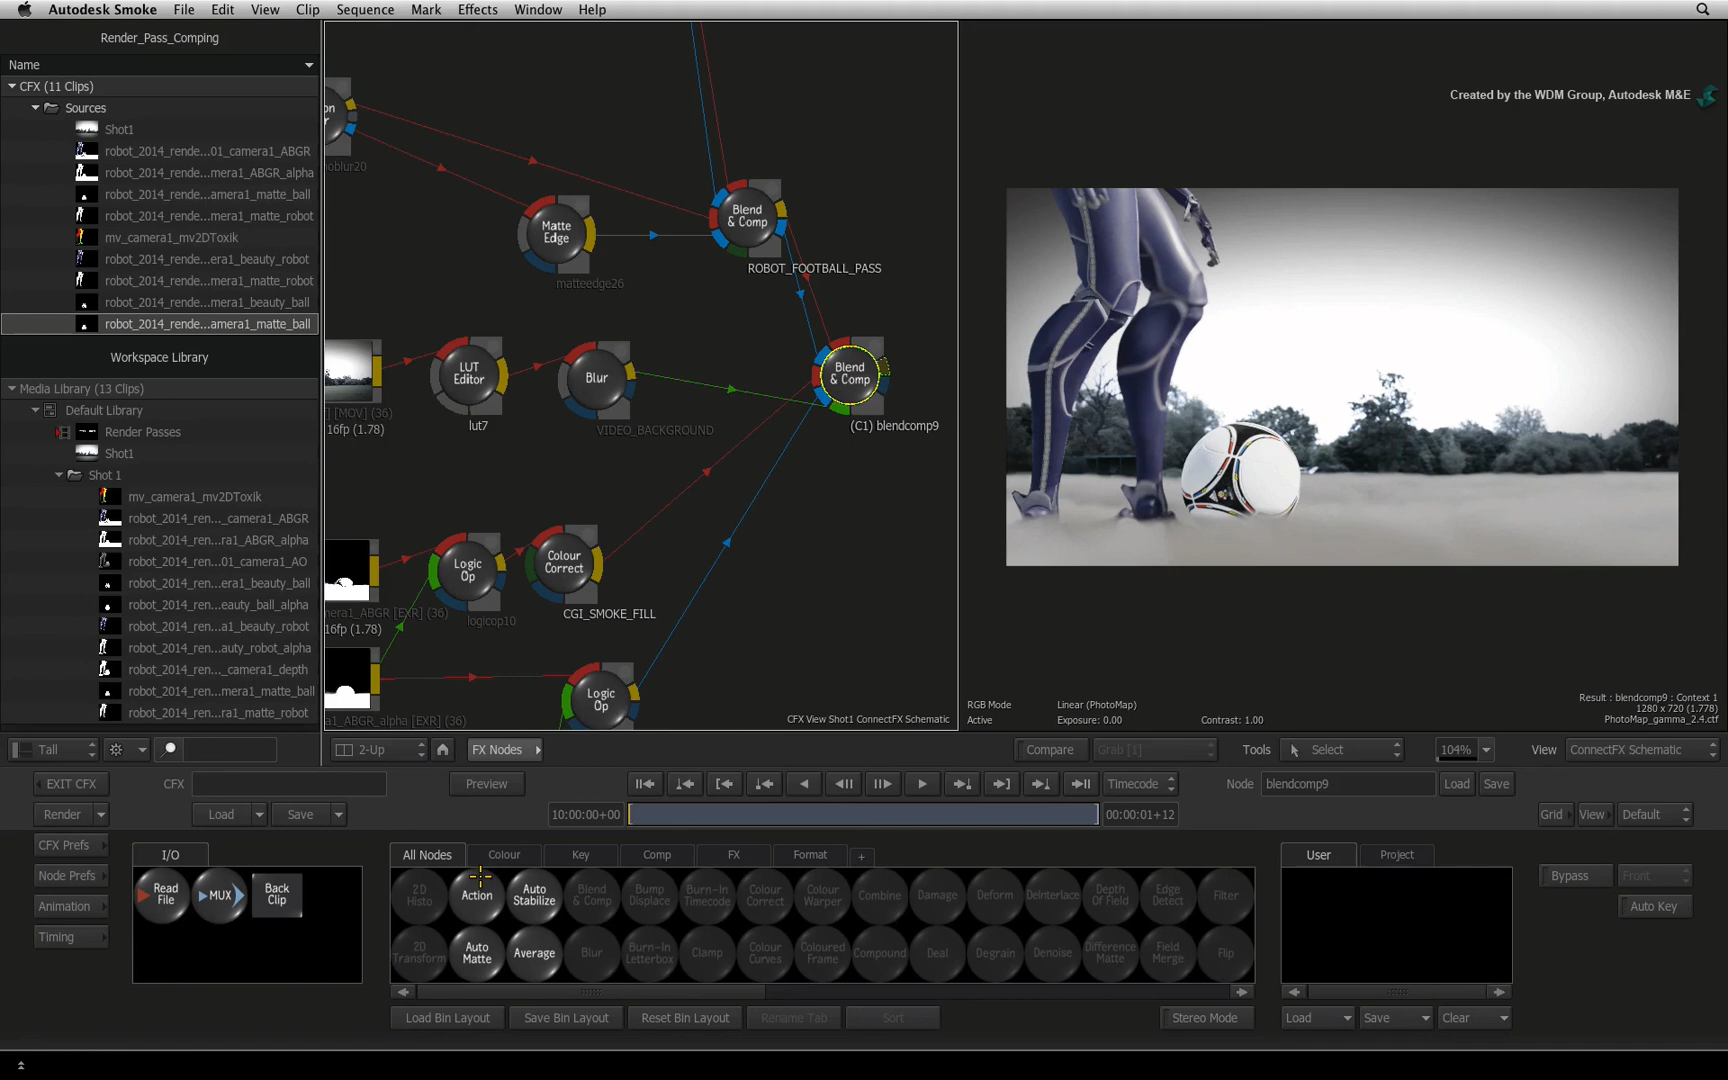 Autodesk Smoke File Edit View Clip Sequence Mark Effects Window Help
Render_Pass_Comping
Name
CFX (11 Clips)
Sources
Shot1
robot_2014_rende...01_camera1_ABGR
robot_2014_rende...mera1_ABGR_alpha
robot_2014_rende...amera1_matte_ball
robot_2014_rende...mera1_matte_robot
mv_camera1_mv2DToxik
robot_2014_rende...era1_beauty_robot
robot_2014_rende...mera1_matte_robot
robot_2014_rende...mera1_beauty_ball
robot_2014_rende...amera1_matte_ball
Workspace Library
Media Library (13 Clips)
Default Library
Render Passes
Shot1
Shot 1
mv_camera1_mv2DToxik
robot_2014_ren..._camera1_ABGR
robot_2014_ren...ra1_ABGR_alpha
robot_2014_ren...01_camera1_AO
robot_2014_ren...era1_beauty_ball
robot_2014_ren...eauty_ball_alpha
robot_2014_ren...a1_beauty_robot
robot_2014_ren...auty_robot_alpha
robot_2014_ren..._camera1_depth
robot_2014_ren...mera1_matte_ball
robot_2014_ren...ra1_matte_robot
on
r
oblur20
Matte
Edge
matteedge26
Blend
& Comp
ROBOT_FOOTBALL_PASS
LUT
Editor
lut7
Blur
VIDEO_BACKGROUND
] [MOV] (36)
16fp (1.78)
Blend
& Comp
(C1) blendcomp9
Logic
Op
logicop10
Colour
Correct
CGI_SMOKE_FILL
nera1_ABGR [EXR] (36)
16fp (1.78)
Logic
Op
a1_ABGR_alpha [EXR] (36)
CFX View Shot1 ConnectFX Schematic
Created by the WDM Group, Autodesk M&E
RGB Mode Linear (PhotoMap)
Active Exposure: 0.00 Contrast: 1.00
Result : blendcomp9 : Context 1
1280 x 720 (1.778)
PhotoMap_gamma_2.4.ctf
Tall 2-Up FX Nodes Compare Grab [1] Tools Select 104% View ConnectFX Schematic
EXIT CFX CFX Preview Timecode Node blendcomp9 Load Save
Render Load Save 10:00:00+00 00:00:01+12 Grid View Default
CFX Prefs
Node Prefs
Animation
Timing
I/O
Read
File
MUX
Back
Clip
All Nodes Colour Key Comp FX Format +
2D
Histo
Action
Auto
Stabilize
Blend
& Comp
Bump
Displace
Burn-In
Timecode
Colour
Correct
Colour
Warper
Combine
Damage
Deform
DeInterlace
Depth
Of Field
Edge
Detect
Filter
2D
Transform
Auto
Matte
Average
Blur
Burn-In
Letterbox
Clamp
Colour
Curves
Coloured
Frame
Compound
Deal
Degrain
Denoise
Difference
Matte
Field
Merge
Flip
Load Bin Layout Save Bin Layout Reset Bin Layout Rename Tab Sort Stereo Mode
User Project
Load Save Clear
Bypass Front
Auto Key